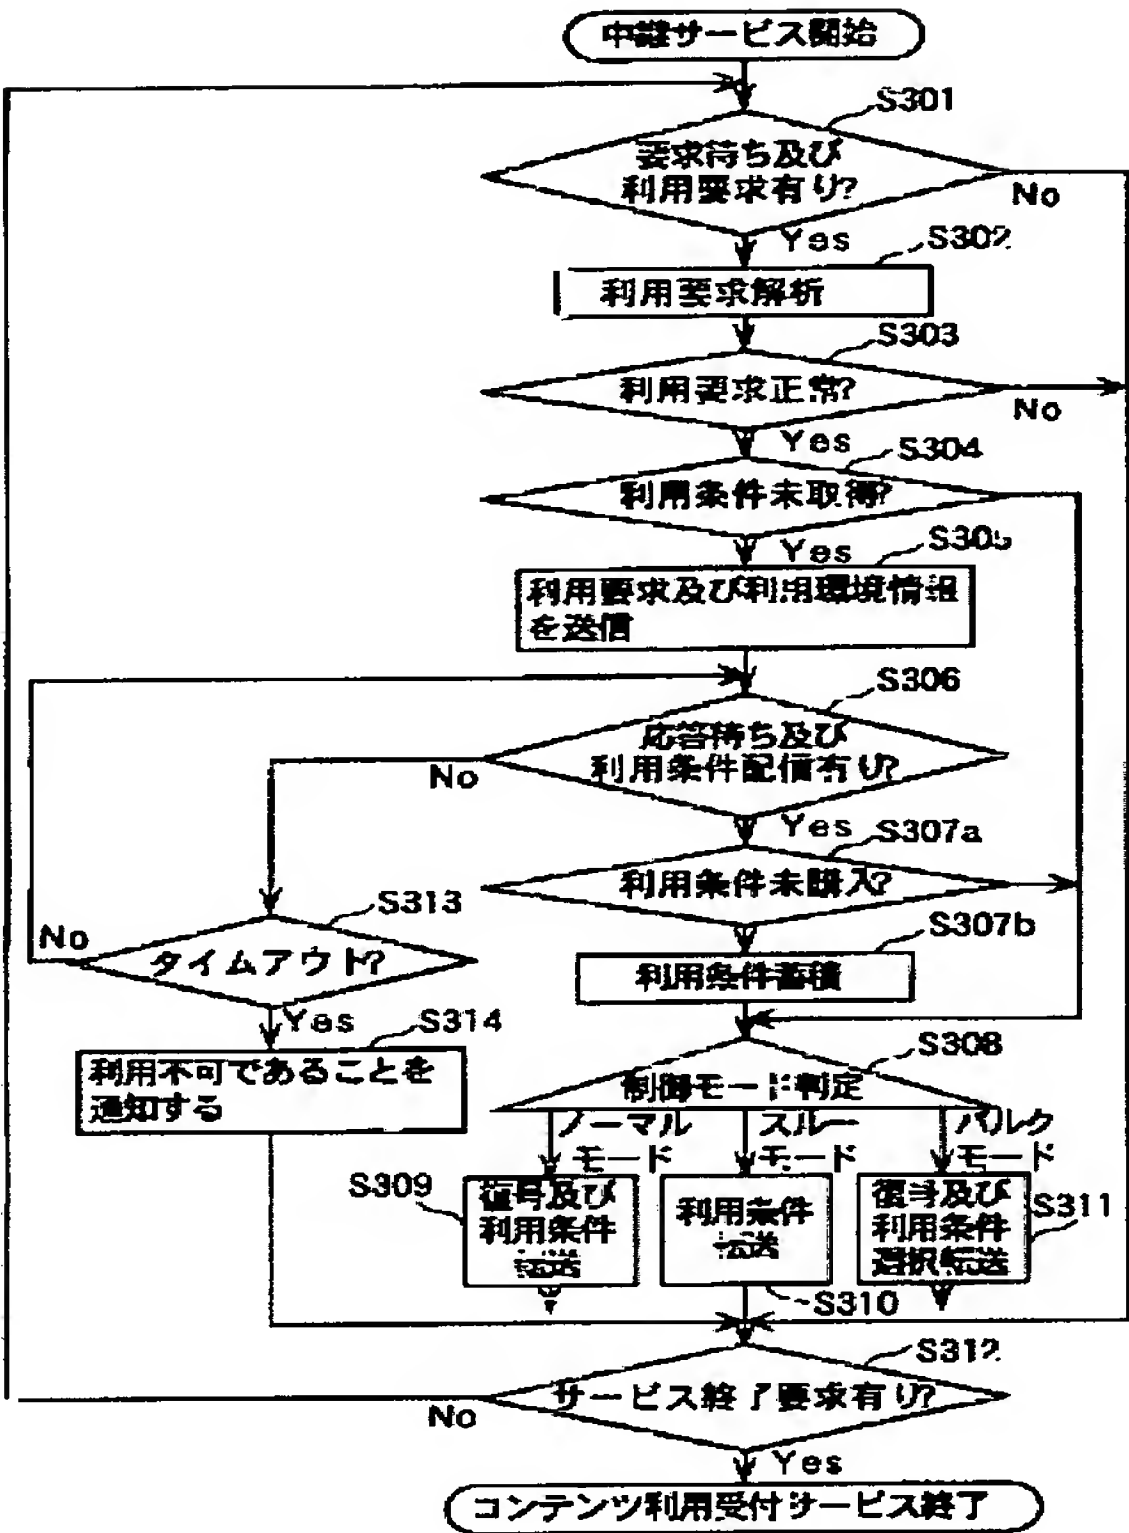 中継サービス開始
S301
要求待ち及び
利用要求有り?
No
Yes
S302
利用要求解析
S303
利用要求正常?
No
Yes
S304
利用条件未取得?
Yes
S305
利用要求及び利用環境情報
を送信
S306
応答待ち及び
利用条件配信有り?
No
Yes
S307a
利用条件未購入?
S313
No
タイムアウト?
S307b
利用条件蓄積
Yes
S314
利用不可であることを
通知する
S308
制御モード判定
ノーマル
モード
スルー
モード
バルク
モード
S309
復号及び
利用条件
転送
利用条件
転送
S310
復号及び
利用条件
選択転送
S311
S312
サービス終了要求有り?
No
Yes
コンテンツ利用受付サービス終了